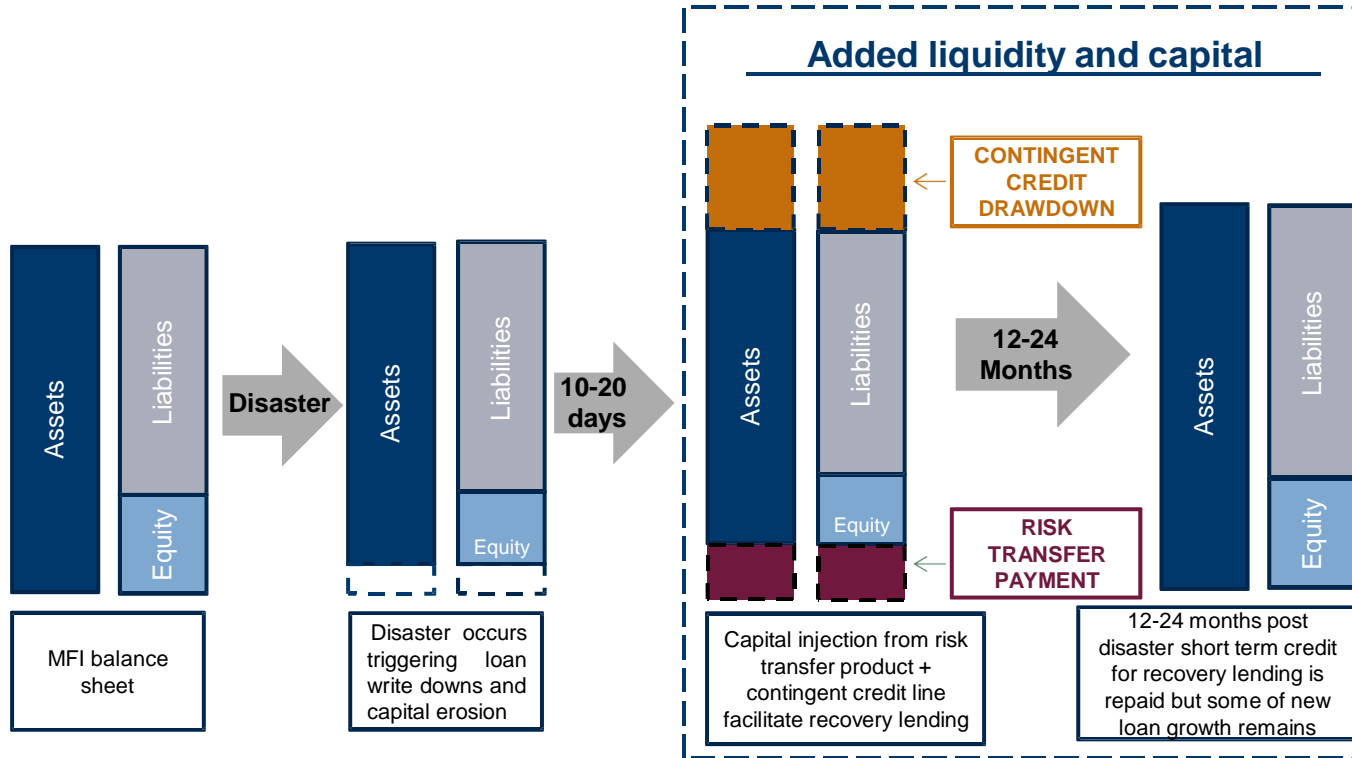 Added liquidity and capital
Assets
Liabilities
Equity
MFI balance
sheet
Disaster
Assets
Liabilities
Equity
Disaster occurs
triggering loan
write downs and
capital erosion
10-20
days
Assets
Liabilities
Equity
CONTINGENT
CREDIT
DRAWDOWN
RISK
TRANSFER
PAYMENT
Capital injection from risk
transfer product +
contingent credit line
facilitate recovery lending
12-24
Months
Assets
Liabilities
Equity
12-24 months post
disaster short term credit
for recovery lending is
repaid but some of new
loan growth remains